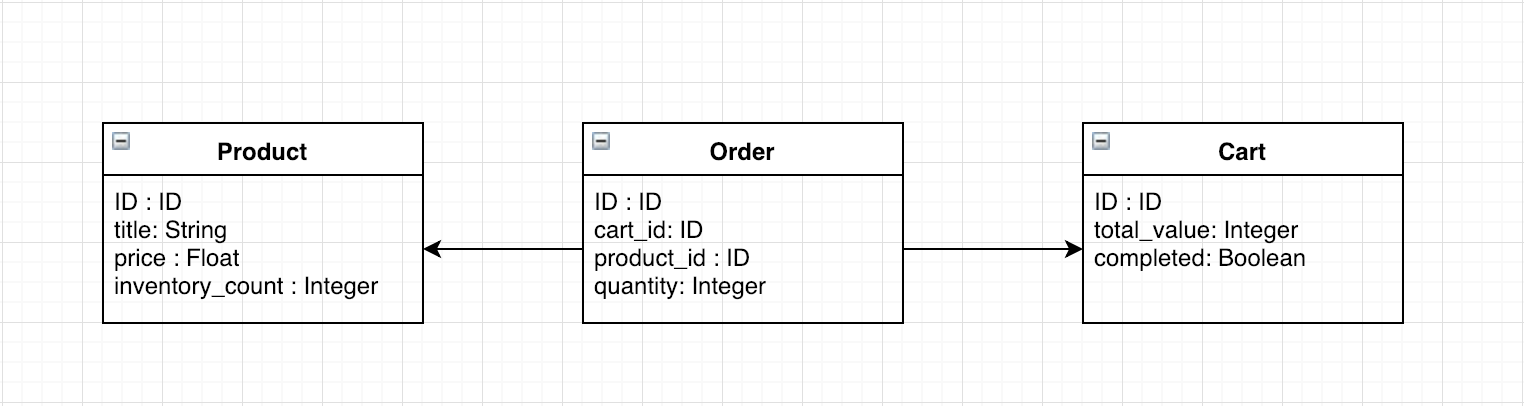 Product
ID : ID
title: String
price : Float
inventory_count : Integer
Order
ID : ID
cart_id: ID
product_id : ID
quantity: Integer
Cart
ID : ID
total_value: Integer
completed: Boolean